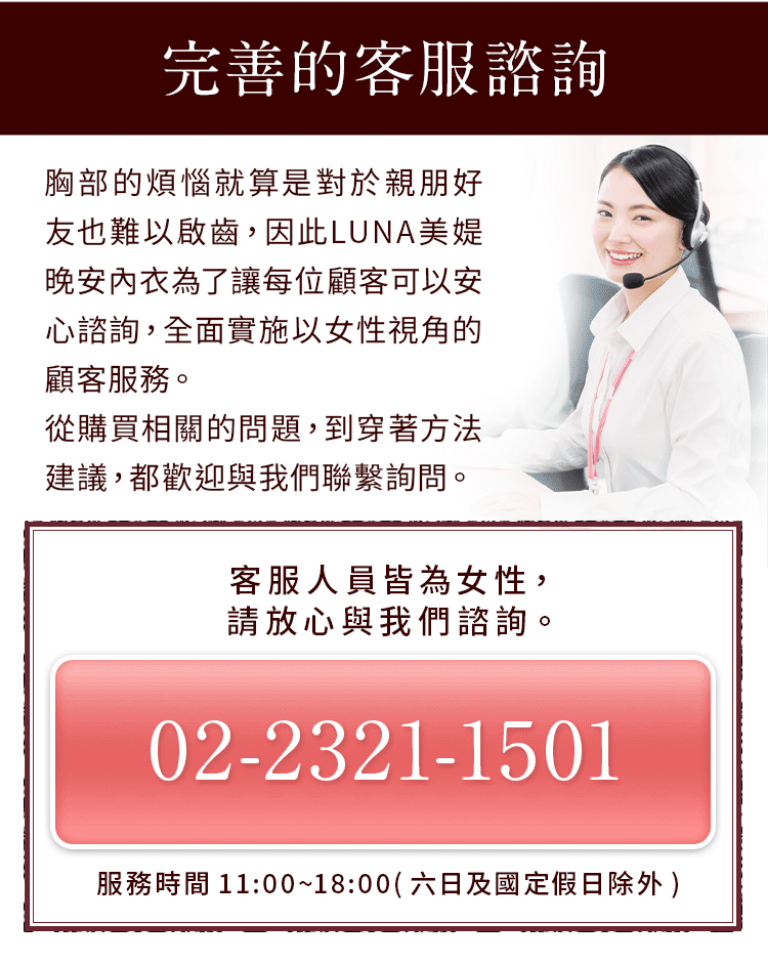 完善的客服諮詢
胸部的煩惱就算是對於親朋好
友也難以啟齒，因此LUNA美媞
晚安內衣為了讓每位顧客可以安
心諮詢，全面實施以女性視角的
顧客服務。
從購買相關的問題，到穿著方法
建議，都歡迎與我們聯繫詢問。
客服人員皆為女性，
請放心與我們諮詢。
02-2321-1501
服務時間 11:00~18:00( 六日及國定假日除外 )